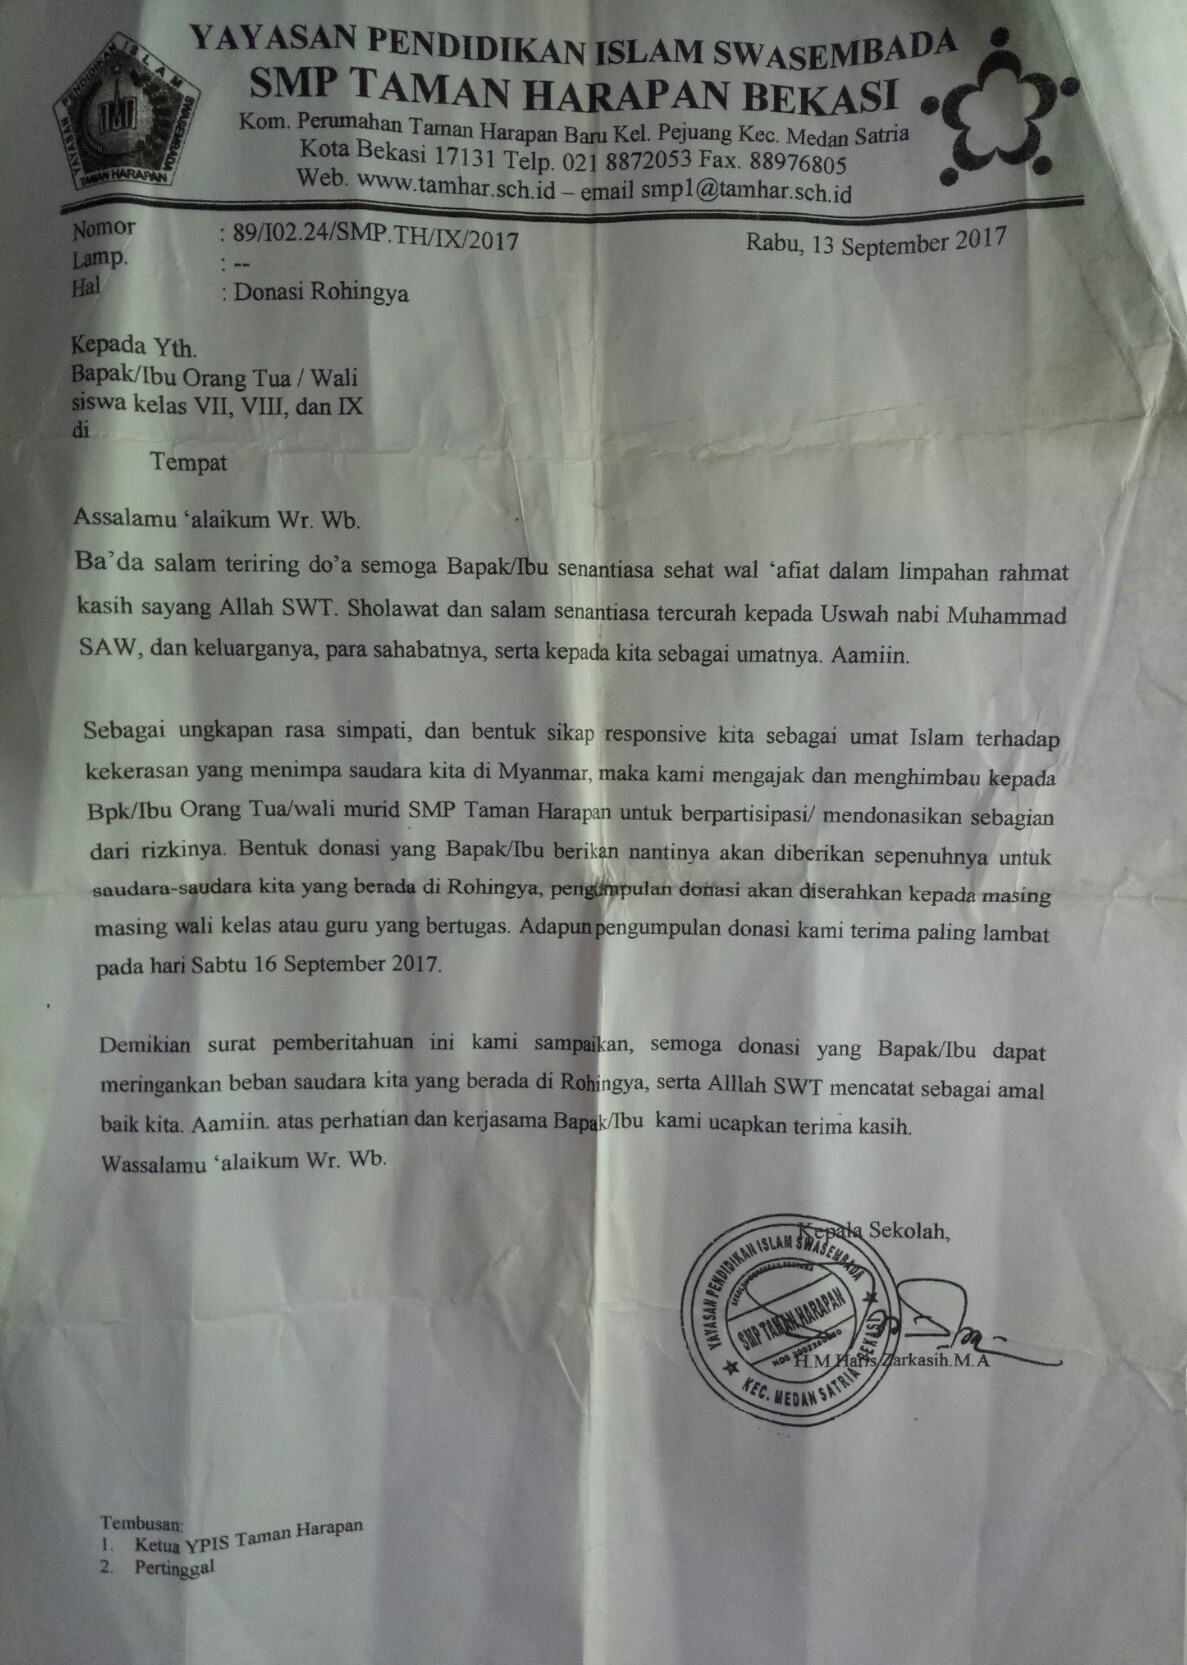 YAYASAN PENDIDIKAN ISLAM SWASEMBADA
SMP TAMAN HARAPAN BEKASI
Kom. Perumahan Taman Harapan Baru Kel. Pejuang Kec. Medan Satria
Kota Bekasi 17131 Telp. 021 8872053 Fax. 88976805
Web. www.tamhar.sch.id – email smp1@tamhar.sch.id
YAYASAN PENDIDIKAN ISLAM SWASEMBADA
TAMAN HARAPAN
Nomor : 89/I02.24/SMP.TH/IX/2017 Rabu, 13 September 2017
Lamp. : --
Hal : Donasi Rohingya
Kepada Yth.
Bapak/Ibu Orang Tua / Wali
siswa kelas VII, VIII, dan IX
di
Tempat
Assalamu ‘alaikum Wr. Wb.
Ba’da salam teriring do’a semoga Bapak/Ibu senantiasa sehat wal ‘afiat dalam limpahan rahmat
kasih sayang Allah SWT. Sholawat dan salam senantiasa tercurah kepada Uswah nabi Muhammad
SAW, dan keluarganya, para sahabatnya, serta kepada kita sebagai umatnya. Aamiin.
Sebagai ungkapan rasa simpati, dan bentuk sikap responsive kita sebagai umat Islam terhadap
kekerasan yang menimpa saudara kita di Myanmar, maka kami mengajak dan menghimbau kepada
Bpk/Ibu Orang Tua/wali murid SMP Taman Harapan untuk berpartisipasi/ mendonasikan sebagian
dari rizkinya. Bentuk donasi yang Bapak/Ibu berikan nantinya akan diberikan sepenuhnya untuk
saudara-saudara kita yang berada di Rohingya, pengumpulan donasi akan diserahkan kepada masing
masing wali kelas atau guru yang bertugas. Adapun pengumpulan donasi kami terima paling lambat
pada hari Sabtu 16 September 2017.
Demikian surat pemberitahuan ini kami sampaikan, semoga donasi yang Bapak/Ibu dapat
meringankan beban saudara kita yang berada di Rohingya, serta Alllah SWT mencatat sebagai amal
baik kita. Aamiin. atas perhatian dan kerjasama Bapak/Ibu kami ucapkan terima kasih.
Wassalamu ‘alaikum Wr. Wb.
Kepala Sekolah,
YAYASAN PENDIDIKAN ISLAM SWASEMBADA
SMP TAMAN HARAPAN
KEC. MEDAN SATRIA BEKASI
H.M Haris Zarkasih.M.A
Tembusan:
1. Ketua YPIS Taman Harapan
2. Pertinggal